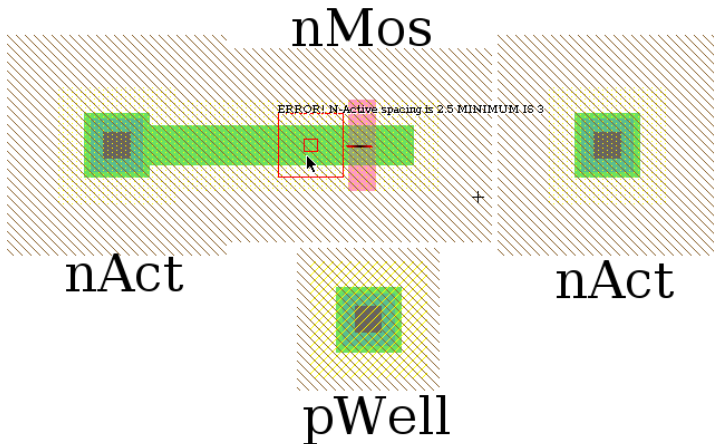 nMos
ERROR! N-Active spacing is 2.5 MINIMUM IS 3
nAct
nAct
pWell